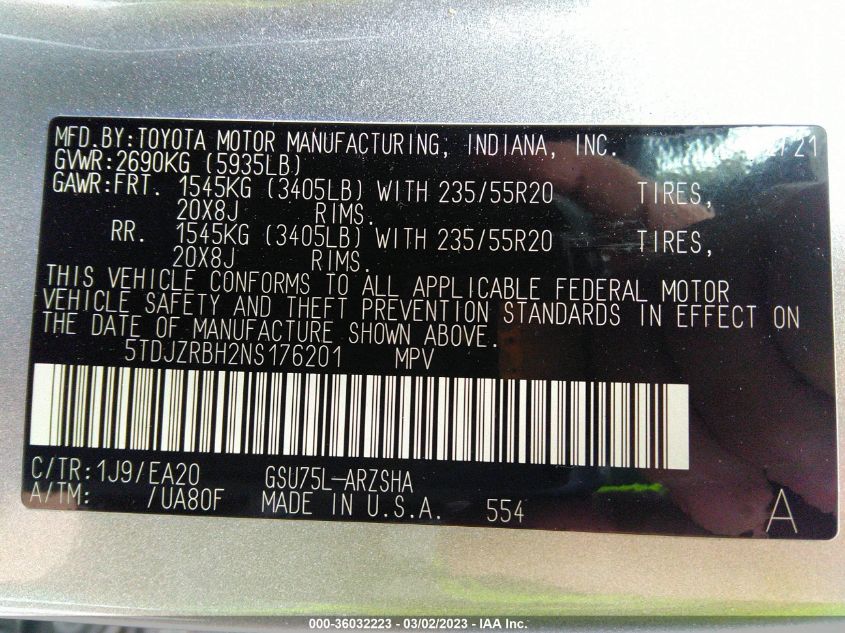 MFD.BY:TOYOTA MOTOR MANUFACTURING, INDIANA, INC. /21
GVWR:2690KG (5935LB)
GAWR:FRT. 1545KG (3405LB) WITH 235/55R20 TIRES,
20X8J RIMS.
RR. 1545KG (3405LB) WITH 235/55R20 TIRES,
20X8J RIMS.
THIS VEHICLE CONFORMS TO ALL APPLICABLE FEDERAL MOTOR
VEHICLE SAFETY AND THEFT PREVENTION STANDARDS IN EFFECT ON
THE DATE OF MANUFACTURE SHOWN ABOVE.
5TDJZRBH2NS176201 MPV
C/TR:1J9/EA20 GSU75L-ARZSHA
A/TM: /UA80F MADE IN U.S.A. 554 A
000-36032223 - 03/02/2023 - IAA Inc.